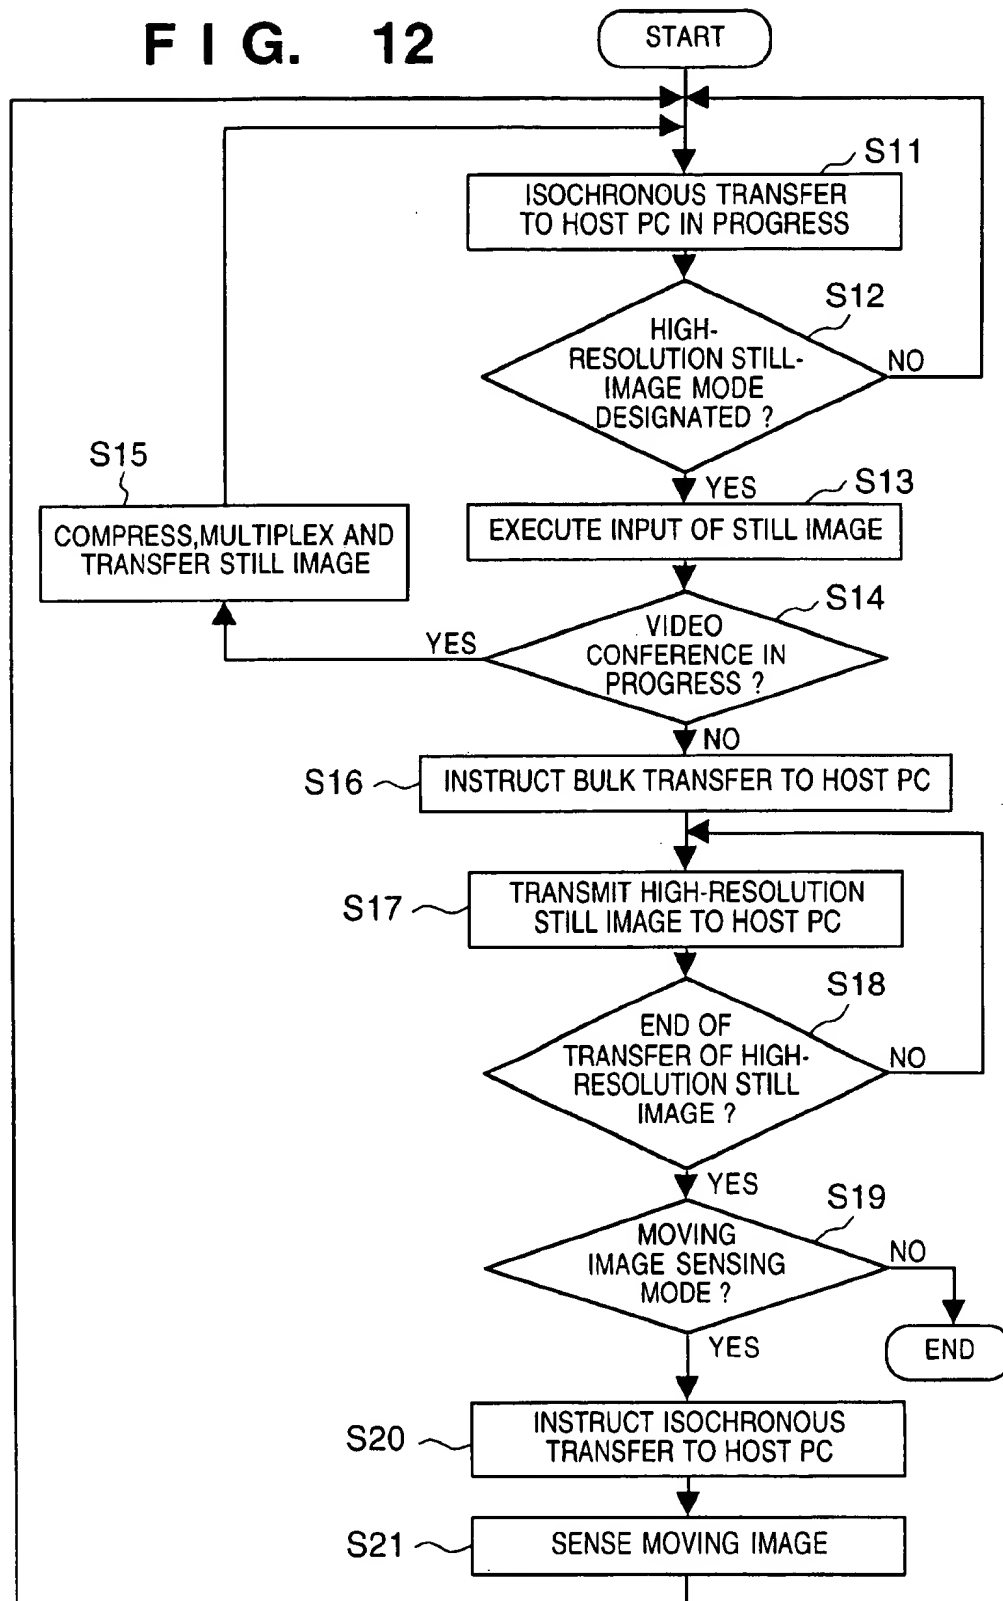 FIG. 12
START
S11
ISOCHRONOUS TRANSFER
TO HOST PC IN PROGRESS
S12
HIGH-
RESOLUTION STILL-
IMAGE MODE
DESIGNATED ?
NO
YES
S13
EXECUTE INPUT OF STILL IMAGE
S15
COMPRESS,MULTIPLEX AND
TRANSFER STILL IMAGE
S14
VIDEO
CONFERENCE IN
PROGRESS ?
YES
NO
S16
INSTRUCT BULK TRANSFER TO HOST PC
S17
TRANSMIT HIGH-RESOLUTION
STILL IMAGE TO HOST PC
S18
END OF
TRANSFER OF HIGH-
RESOLUTION STILL
IMAGE ?
NO
YES
S19
MOVING
IMAGE SENSING
MODE ?
NO
END
YES
S20
INSTRUCT ISOCHRONOUS
TRANSFER TO HOST PC
S21
SENSE MOVING IMAGE